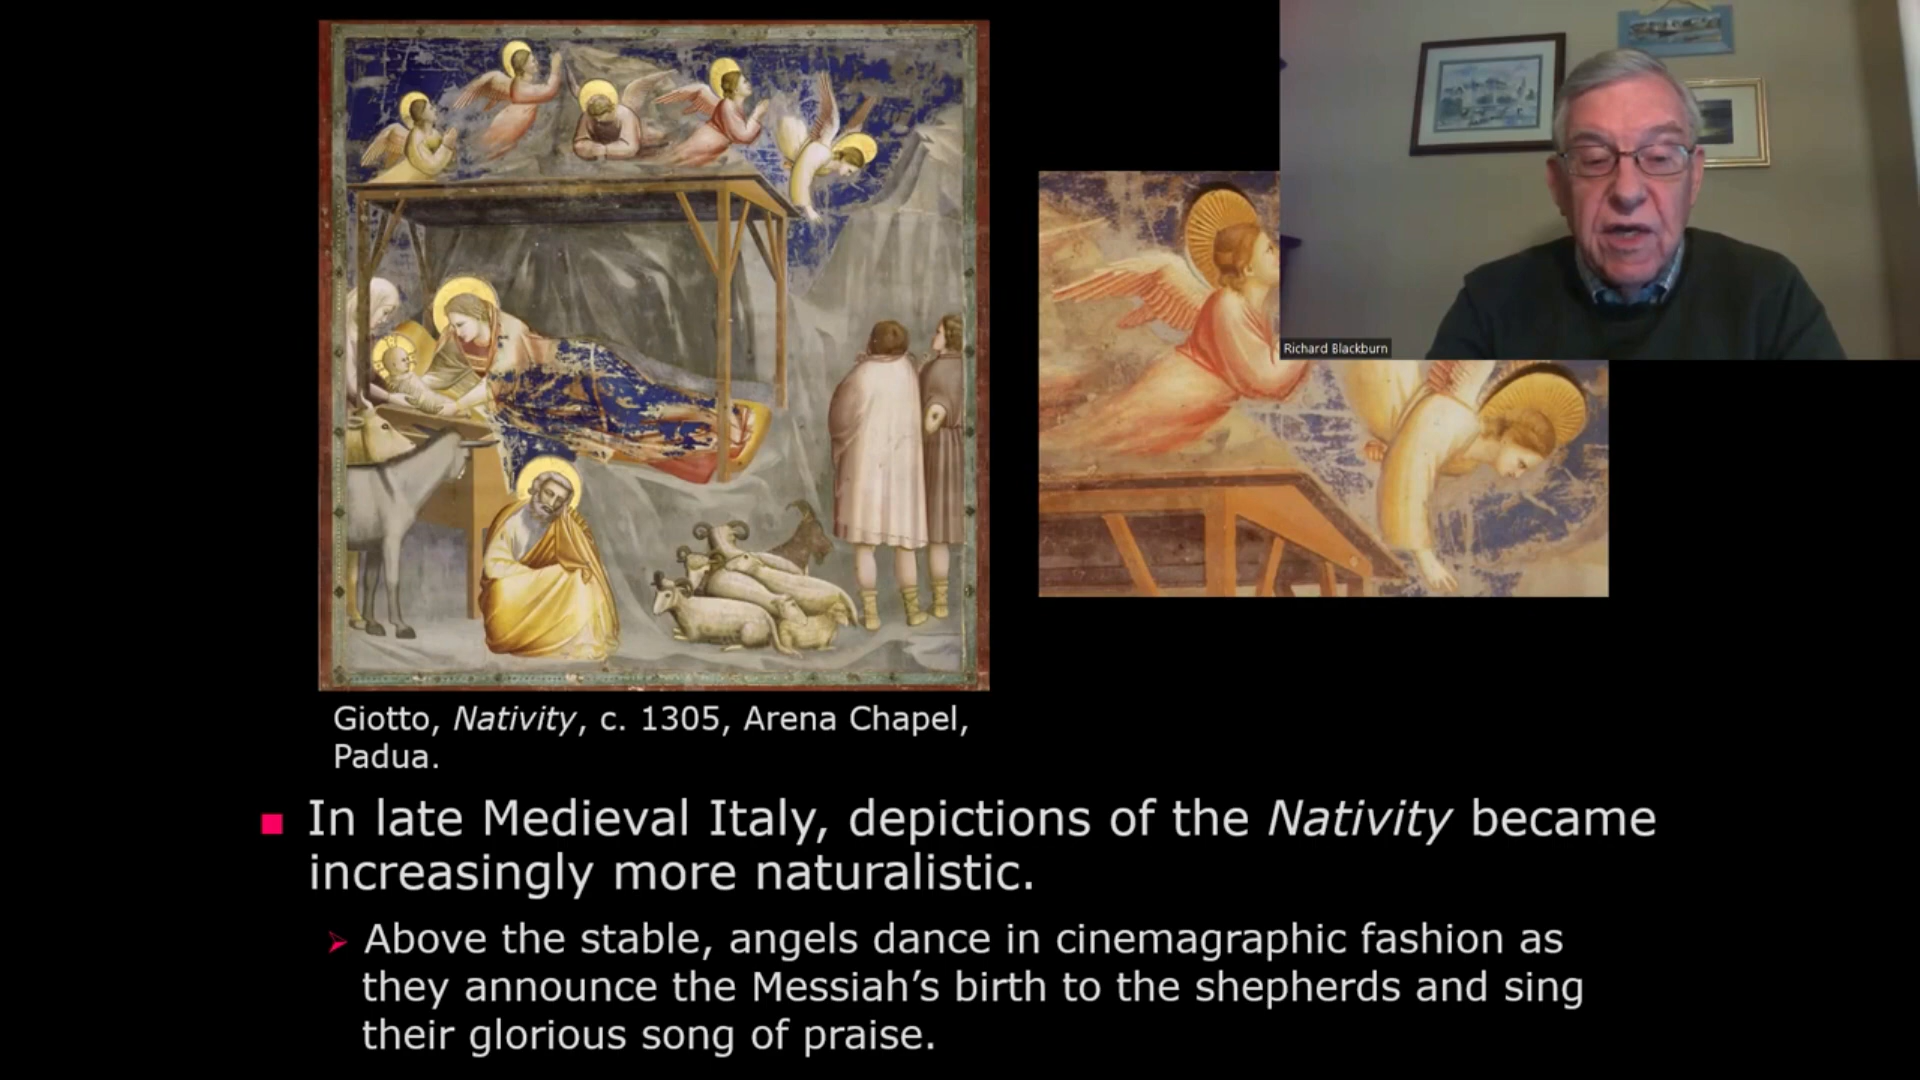 Richard Blackburn
Giotto, Nativity, c. 1305, Arena Chapel,
Padua.
In late Medieval Italy, depictions of the Nativity became
increasingly more naturalistic.
Above the stable, angels dance in cinemagraphic fashion as
they announce the Messiah’s birth to the shepherds and sing
their glorious song of praise.